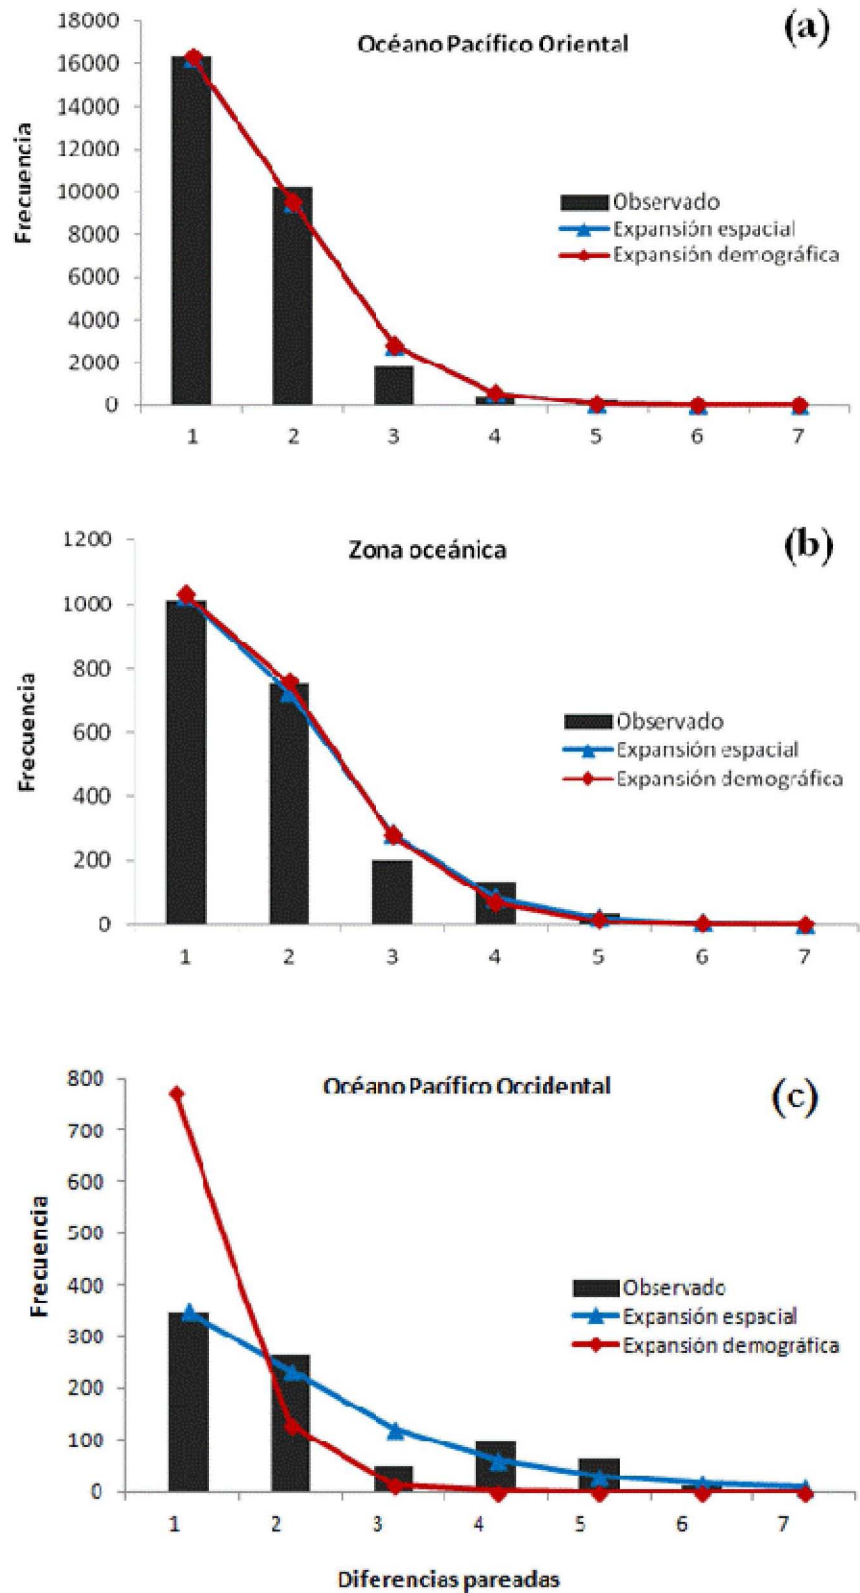 (a)
Océano Pacífico Oriental
Frecuencia
18000
16000
14000
12000
10000
8000
6000
4000
2000
0
Observado
Expansión espacial
Expansión demográfica
1 2 3 4 5 6 7
(b)
Zona oceánica
Frecuencia
1200
1000
800
600
400
200
0
Observado
Expansión espacial
Expansión demográfica
1 2 3 4 5 6 7
(c)
Océano Pacífico Occidental
Frecuencia
800
700
600
500
400
300
200
100
0
Observado
Expansión espacial
Expansión demográfica
1 2 3 4 5 6 7
Diferencias pareadas